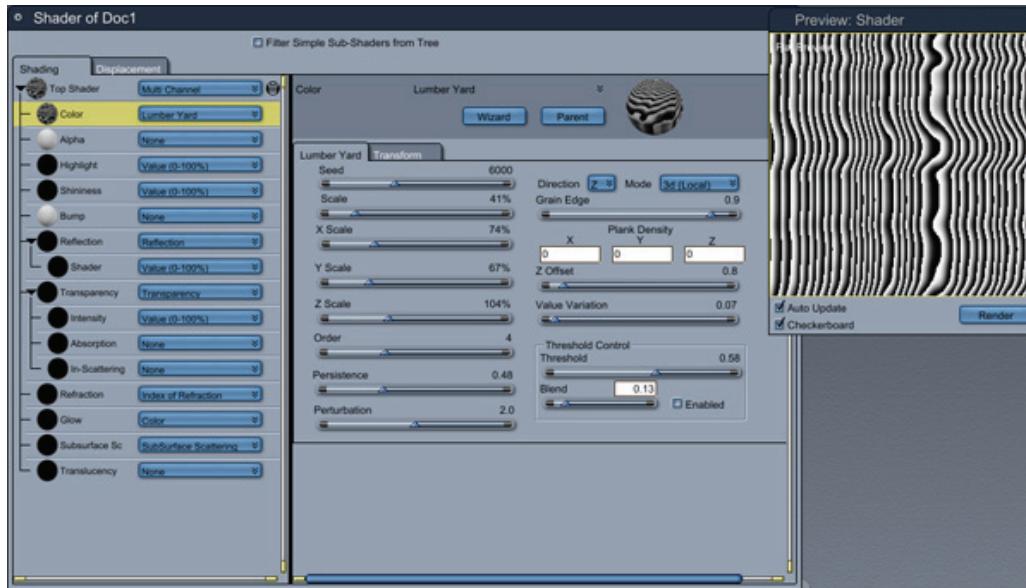 Shader of Doc1
Filter Simple Sub-Shaders from Tree
Shading Displacement
Top Shader Multi Channel
Color Lumber Yard
Alpha None
Highlight Value (0-100%)
Shininess Value (0-100%)
Bump None
Reflection Reflection
Shader Value (0-100%)
Transparency Transparency
Intensity Value (0-100%)
Absorption None
In-Scattering None
Refraction Index of Refraction
Glow Color
Subsurface Sc SubSurface Scattering
Translucency None
Color Lumber Yard
Wizard Parent
Lumber Yard Transform
Seed 6000
Scale 41%
X Scale 74%
Y Scale 67%
Z Scale 104%
Order 4
Persistence 0.48
Perturbation 2.0
Direction Z Mode 3d (Local)
Grain Edge 0.9
Plank Density
X Y Z
0 0 0
Z Offset 0.8
Value Variation 0.07
Threshold Control
Threshold 0.58
Blend 0.13
Enabled
Preview: Shader
Auto Update
Render
Checkerboard